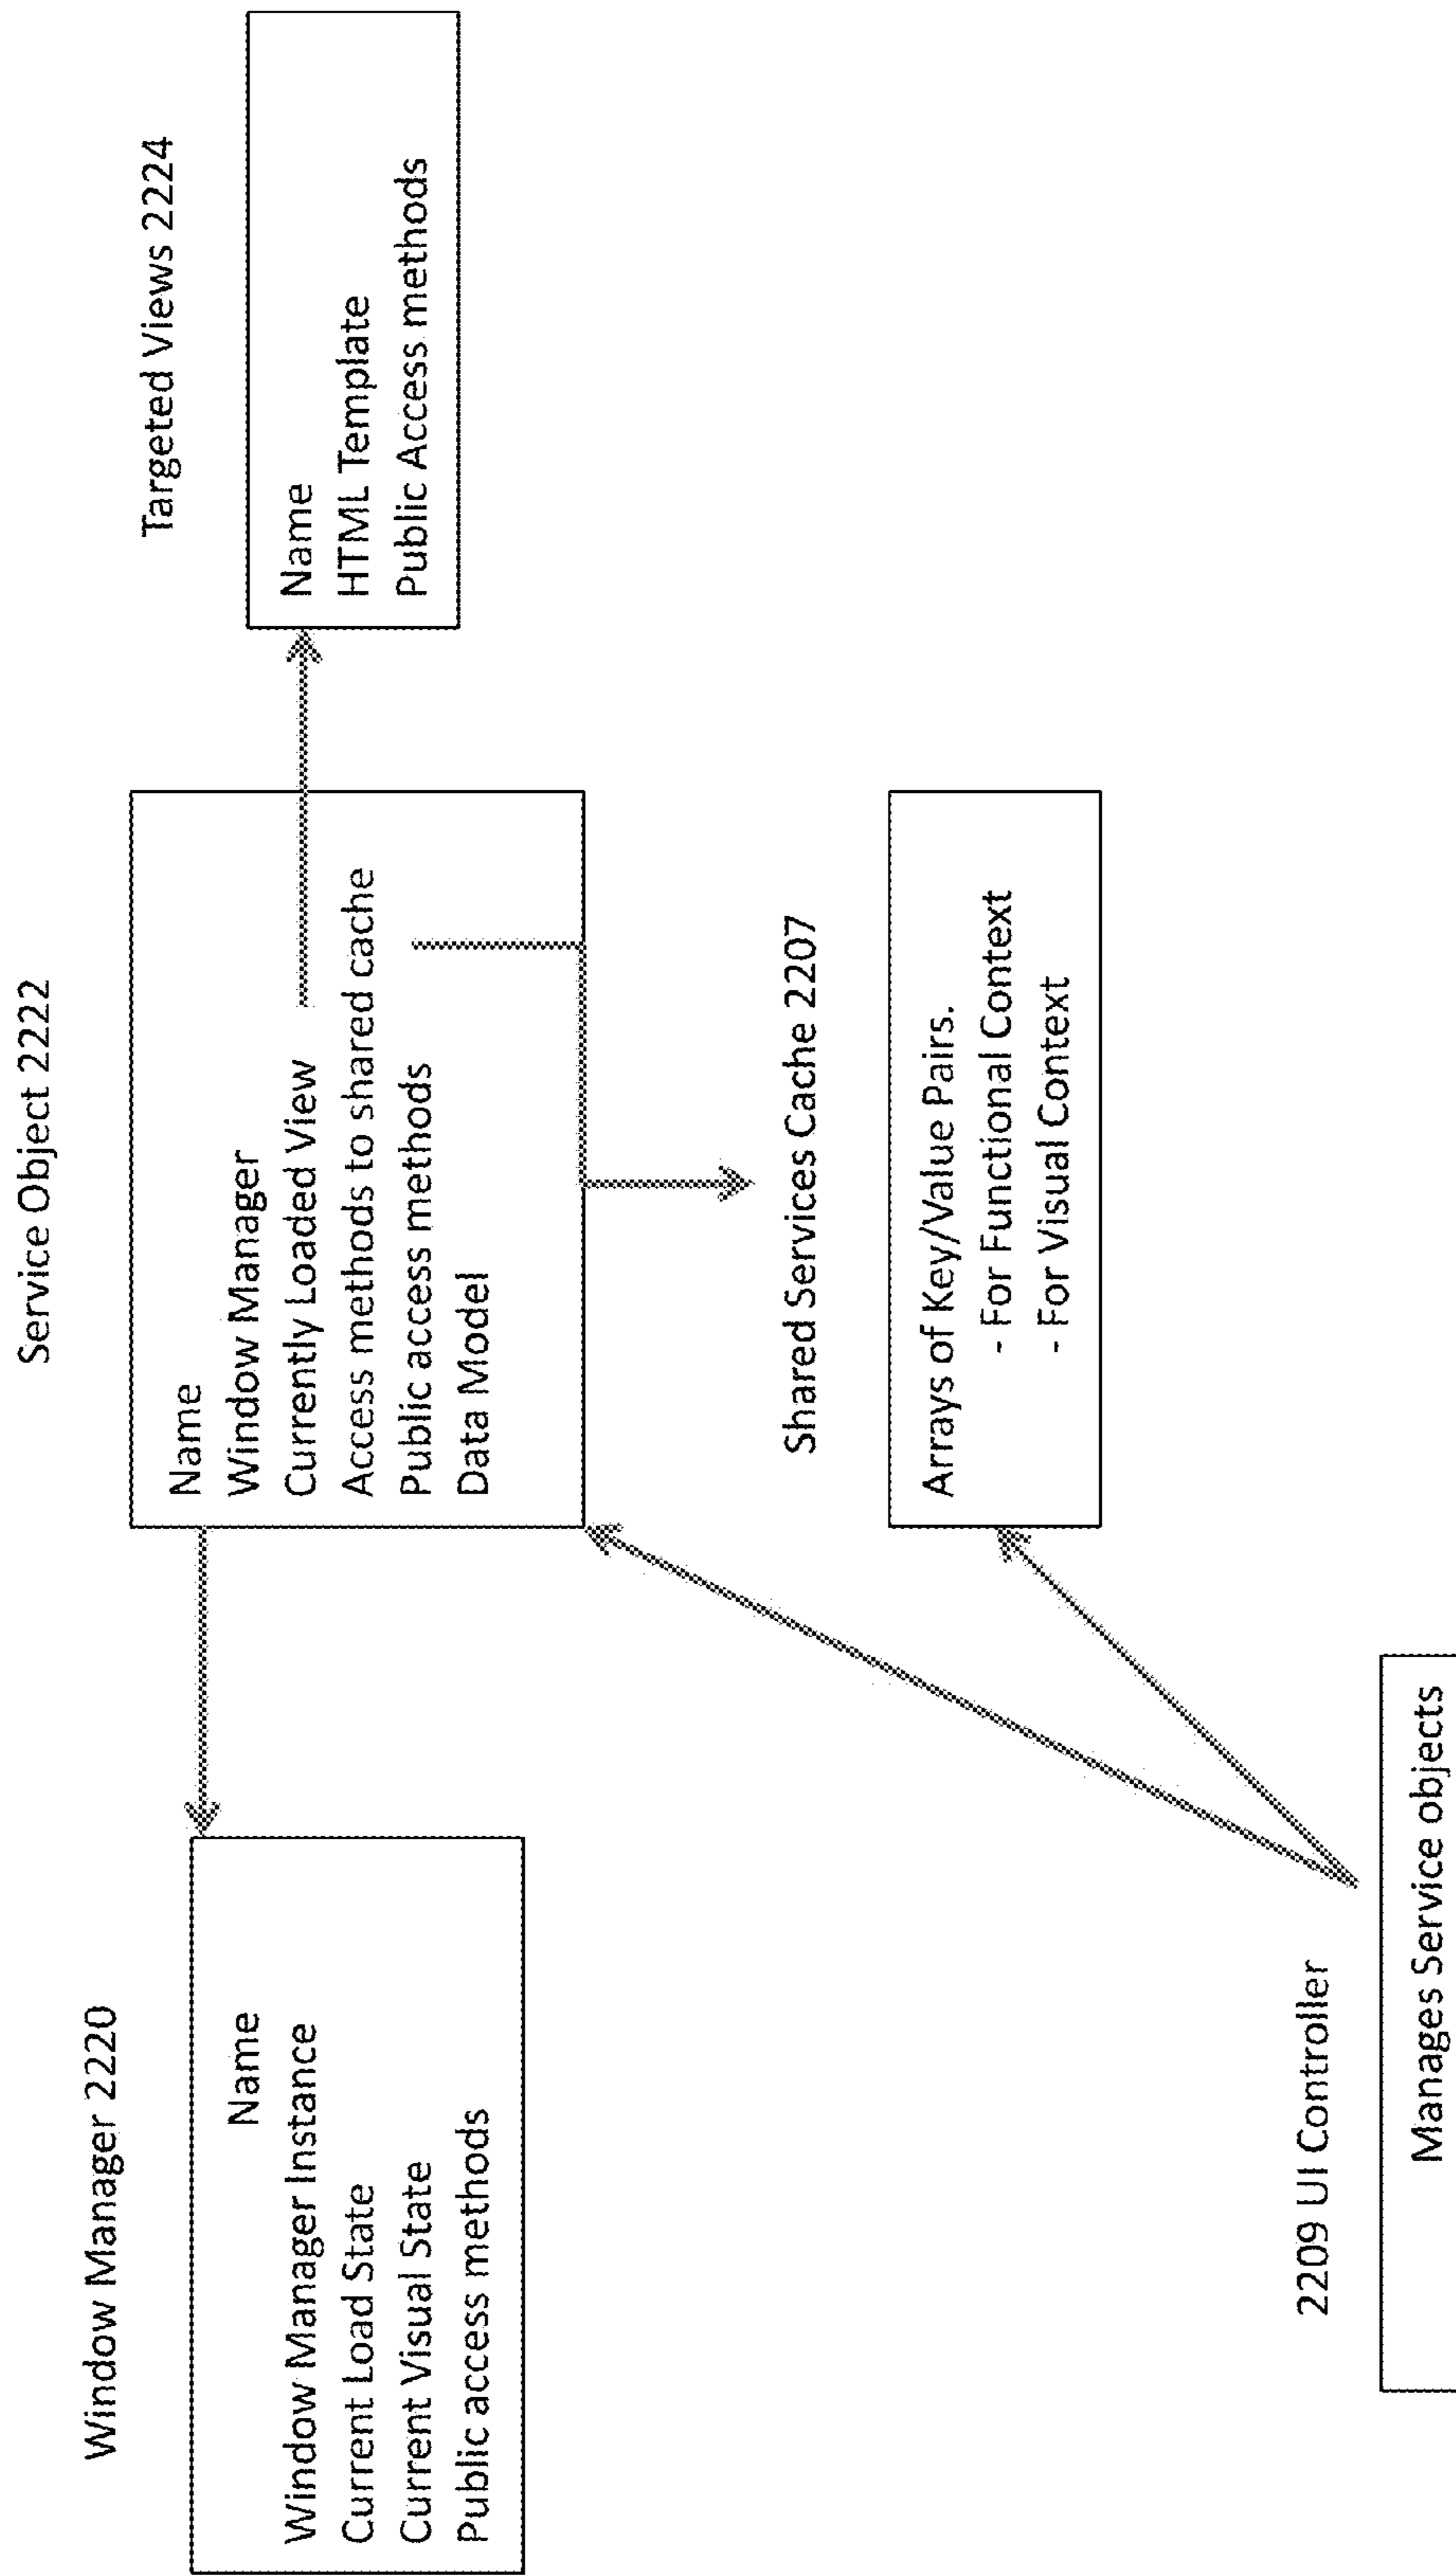 Window Manager 2220
Name
Window Manager Instance
Current Load State
Current Visual State
Public access methods
Service Object 2222
Name
Window Manager
Currently Loaded View
Access methods to shared cache
Public access methods
Data Model
Targeted Views 2224
Name
HTML Template
Public Access methods
Shared Services Cache 2207
Arrays of Key/Value Pairs.
- For Functional Context
- For Visual Context
2209 UI Controller
Manages Service objects